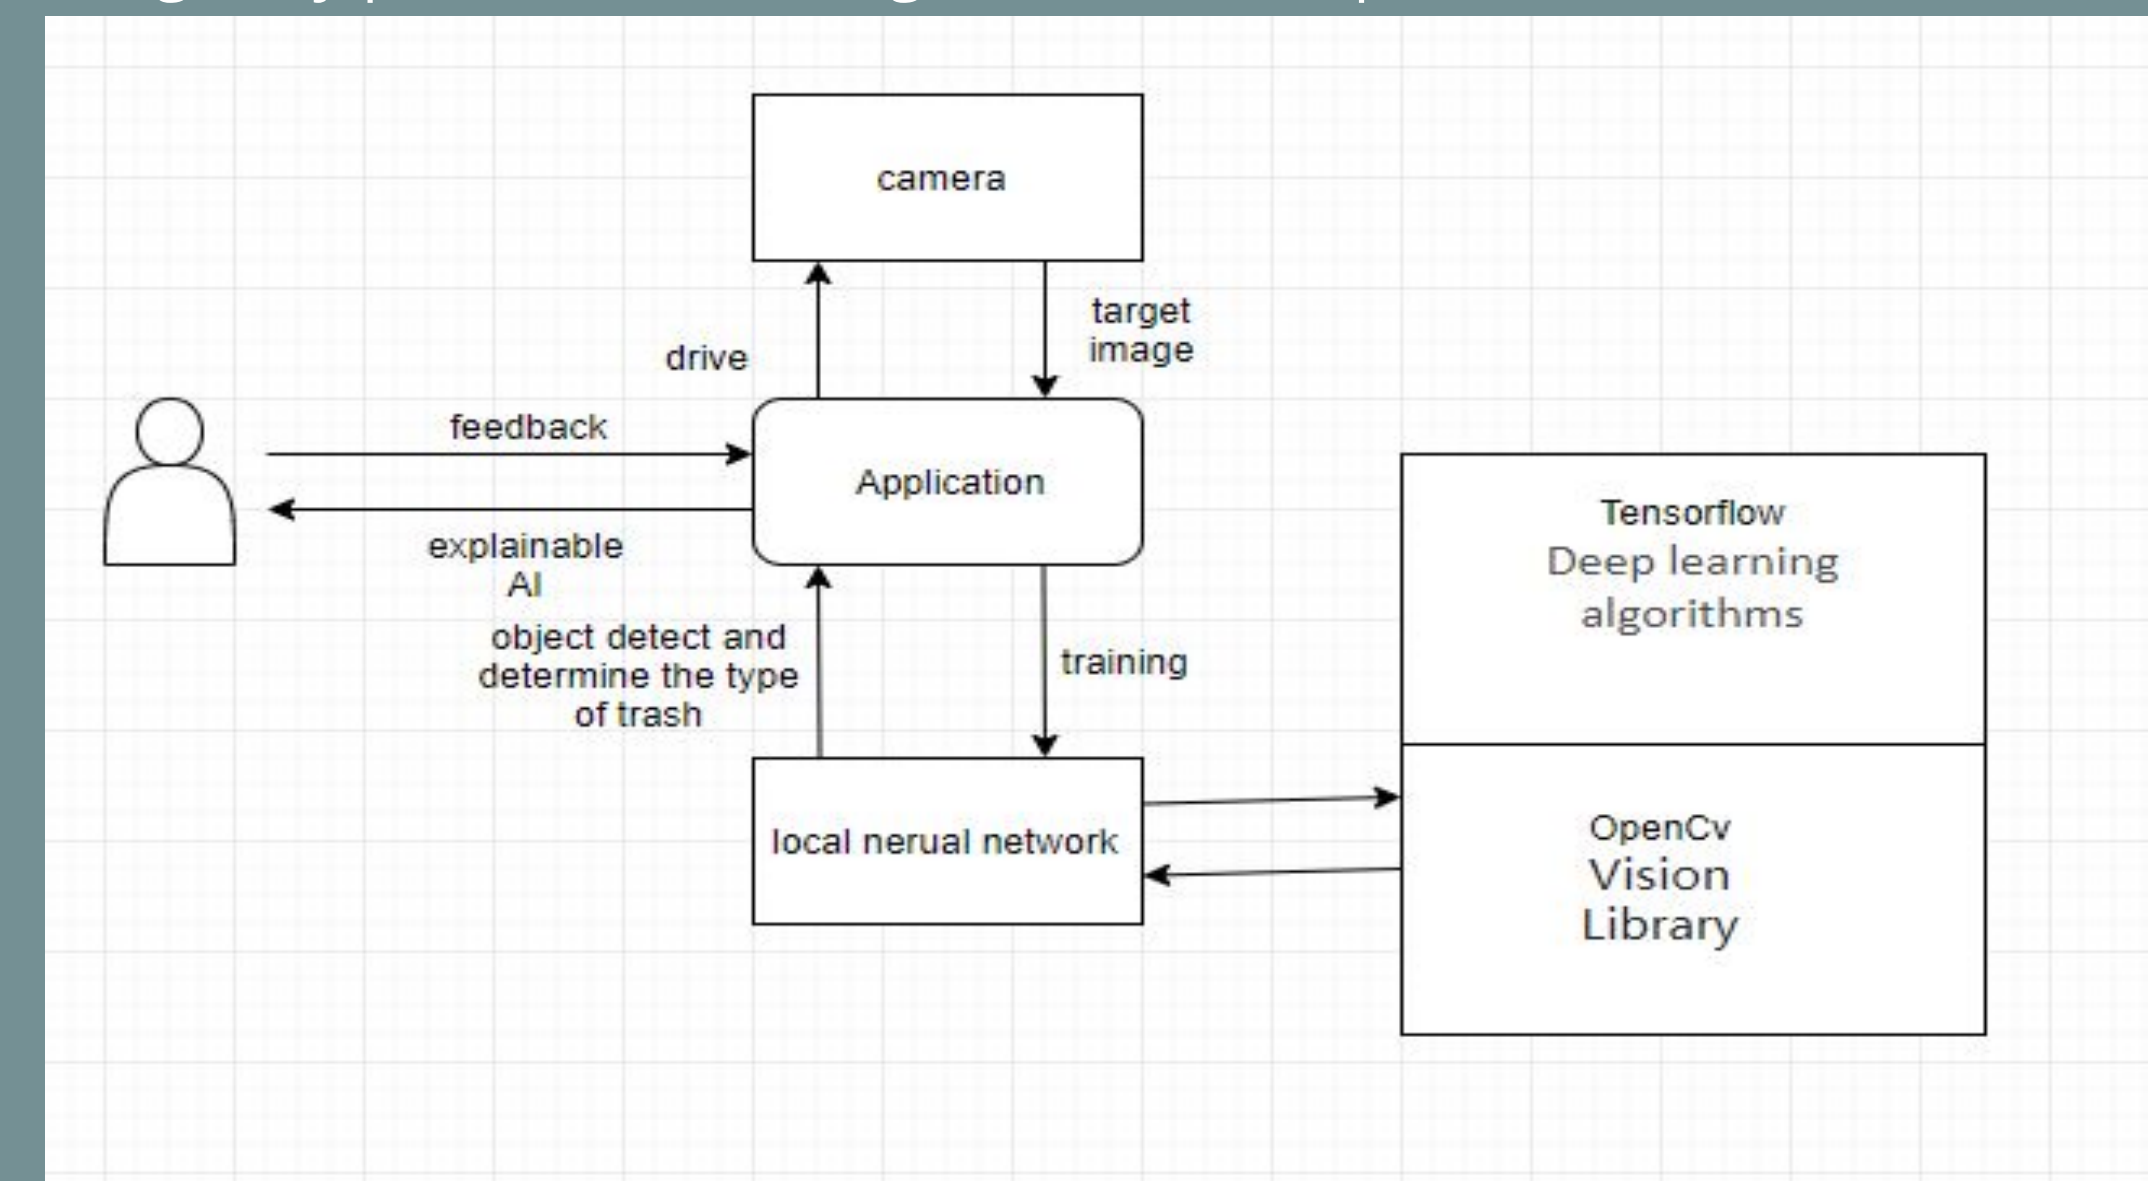 camera
drive
target
image
feedback
Application
explainable
AI
object detect and
determine the type
of trash
training
local nerual network
Tensorflow
Deep learning
algorithms
OpenCv
Vision
Library